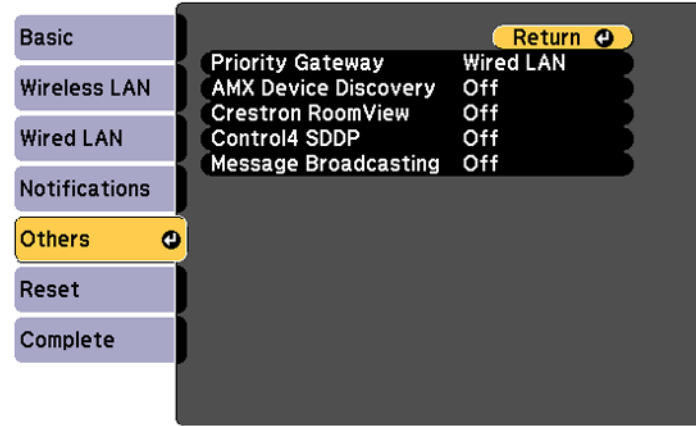 Basic
Wireless LAN
Wired LAN
Notifications
Others
Reset
Complete
Return
Priority Gateway Wired LAN
AMX Device Discovery Off
Crestron RoomView Off
Control4 SDDP Off
Message Broadcasting Off